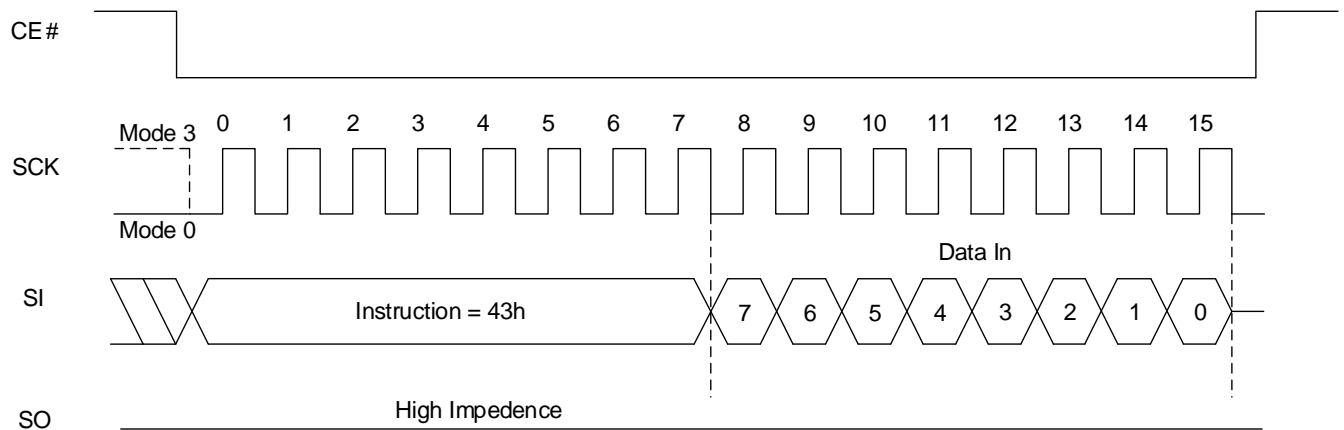 CE#
0 1 2 3 4 5 6 7 8 9 10 11 12 13 14 15
Mode 3
SCK
Mode 0
Data In
SI
Instruction = 43h
7 6 5 4 3 2 1 0
High Impedence
SO